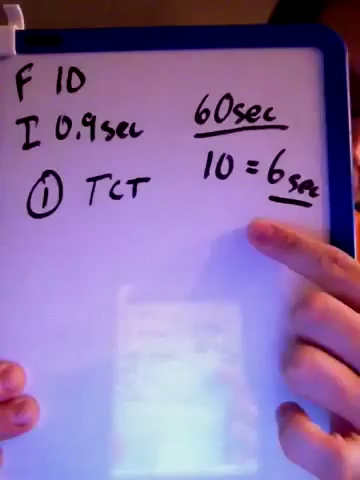 F 10
I 0.9sec
① TCT
60sec
10 = 6sec